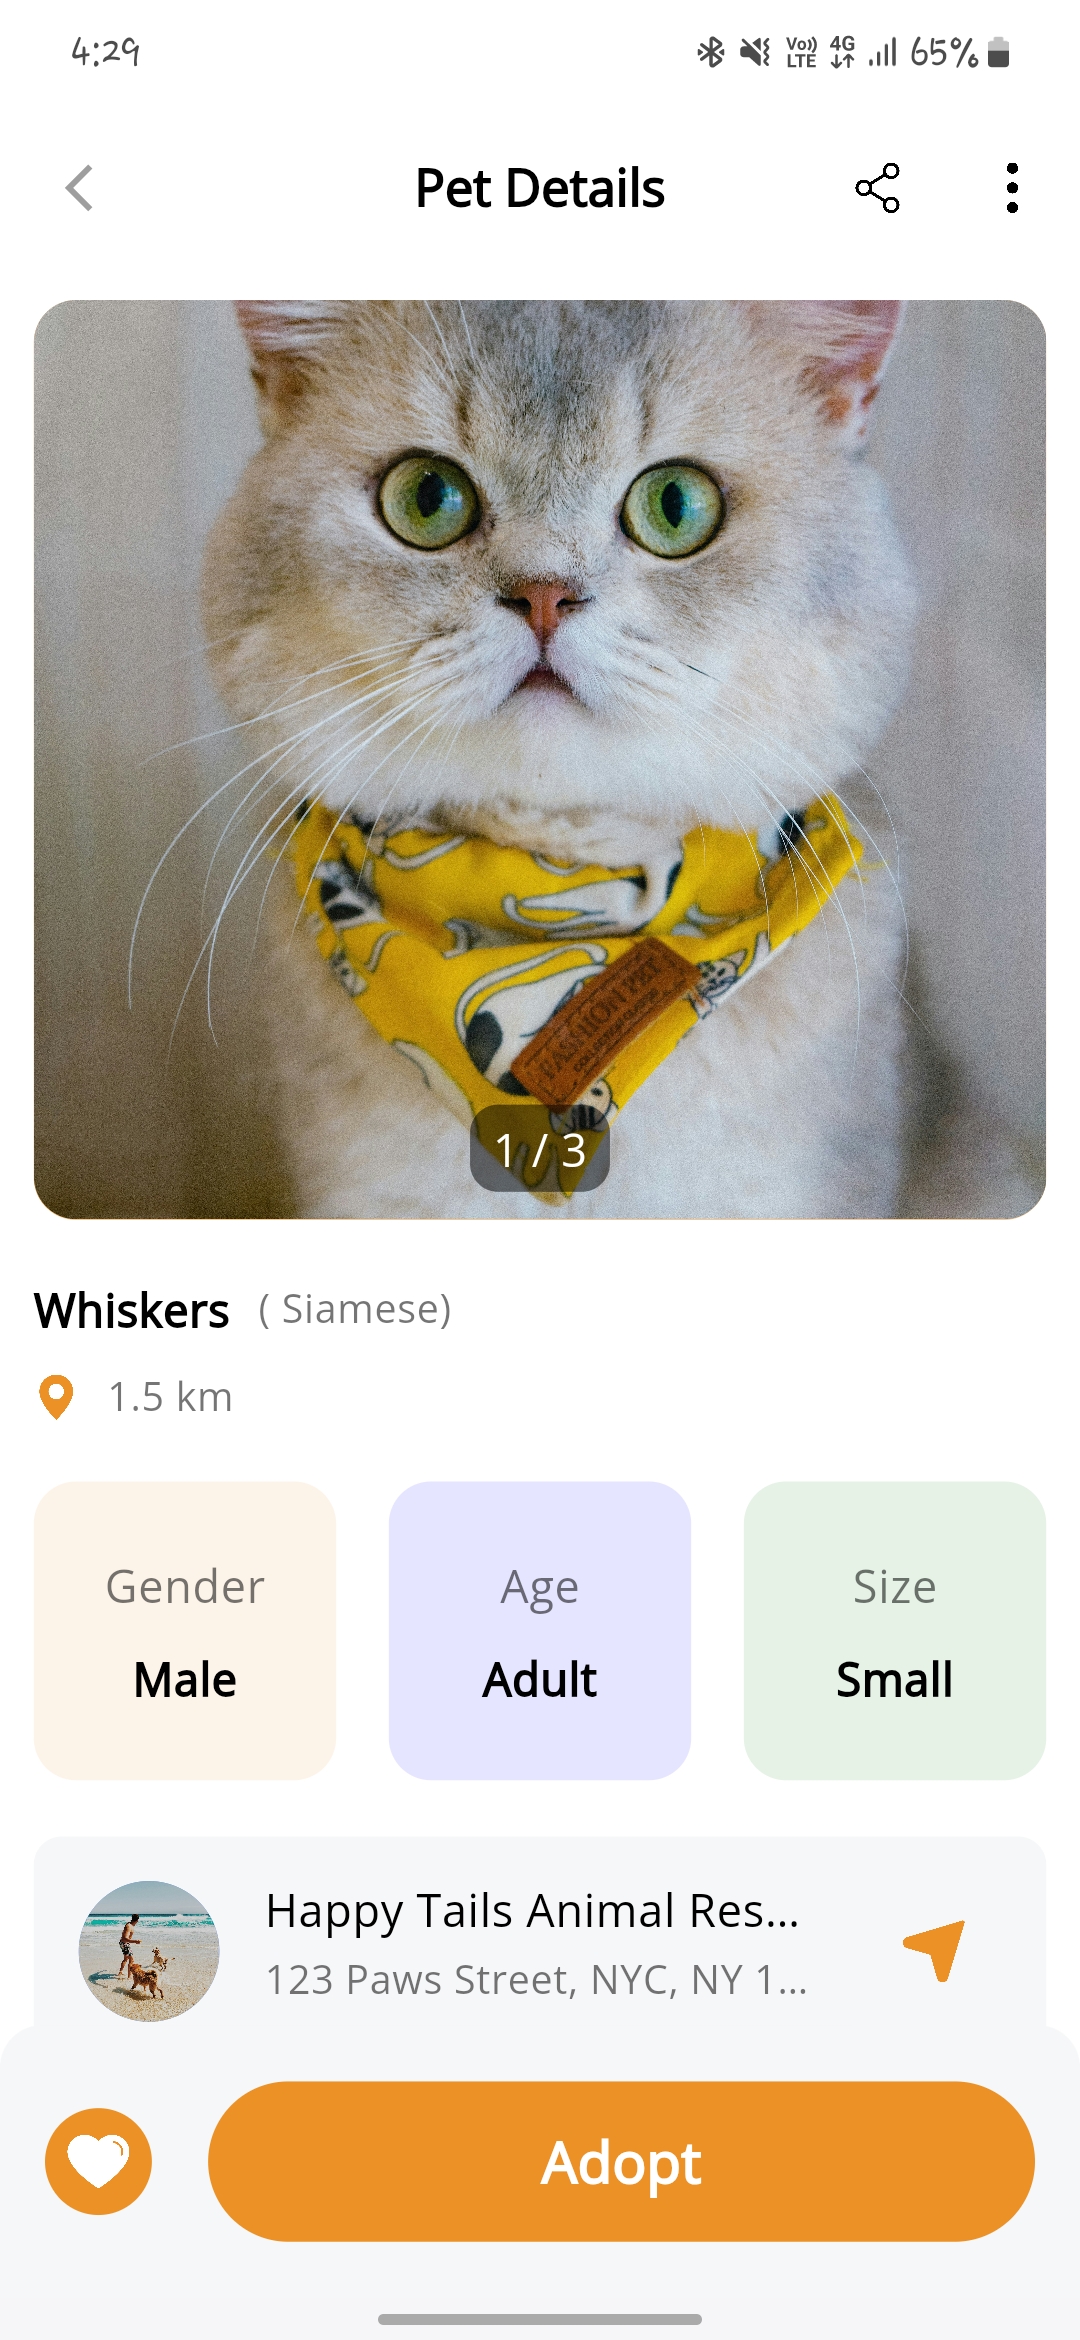 4:29
Vo)) LTE 4G 65%
Pet Details
FASHION PET
1 / 3
Whiskers ( Siamese)
1.5 km
Gender Age Size
Male Adult Small
Happy Tails Animal Res...
123 Paws Street, NYC, NY 1...
Adopt